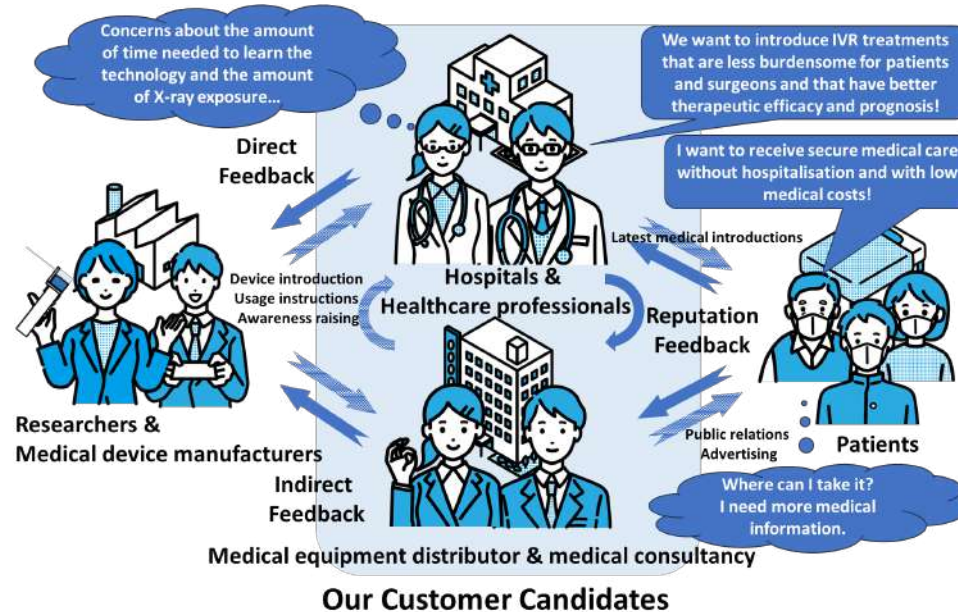 Concerns about the amount
of time needed to learn the
technology and the amount
of X-ray exposure...
We want to introduce IVR treatments
that are less burdensome for patients
and surgeons and that have better
therapeutic efficacy and prognosis!
I want to receive secure medical care
without hospitalisation and with low
medical costs!
Direct
Feedback
Latest medical introductions
Device introduction
Usage instructions
Awareness raising
Hospitals &
Healthcare professionals
Reputation
Feedback
Researchers &
Medical device manufacturers
Public relations
Advertising
Patients
Indirect
Feedback
Where can I take it?
I need more medical
information.
Medical equipment distributor & medical consultancy
Our Customer Candidates